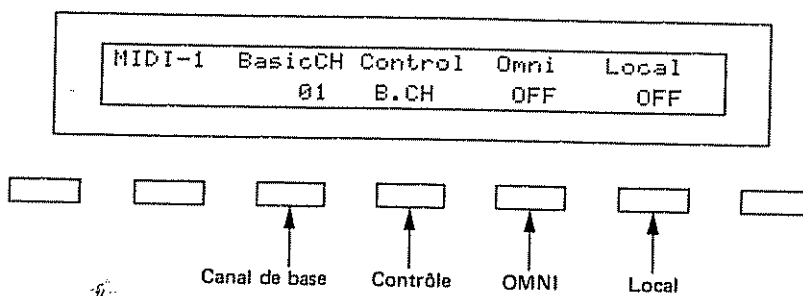 MIDI-1 BasicCH Control Omni Local
01 B.CH OFF OFF
Canal de base Contrôle OMNI Local